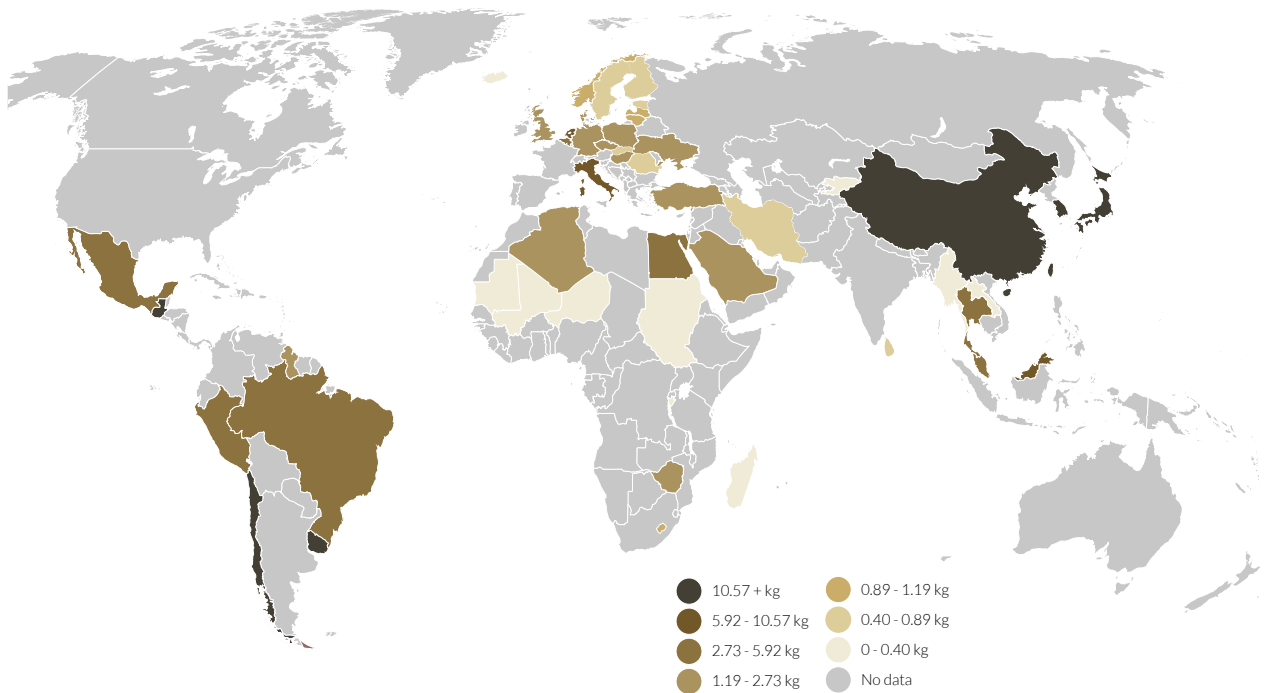 10.57 + kg
5.92 - 10.57 kg
2.73 - 5.92 kg
1.19 - 2.73 kg
0.89 - 1.19 kg
0.40 - 0.89 kg
0 - 0.40 kg
No data